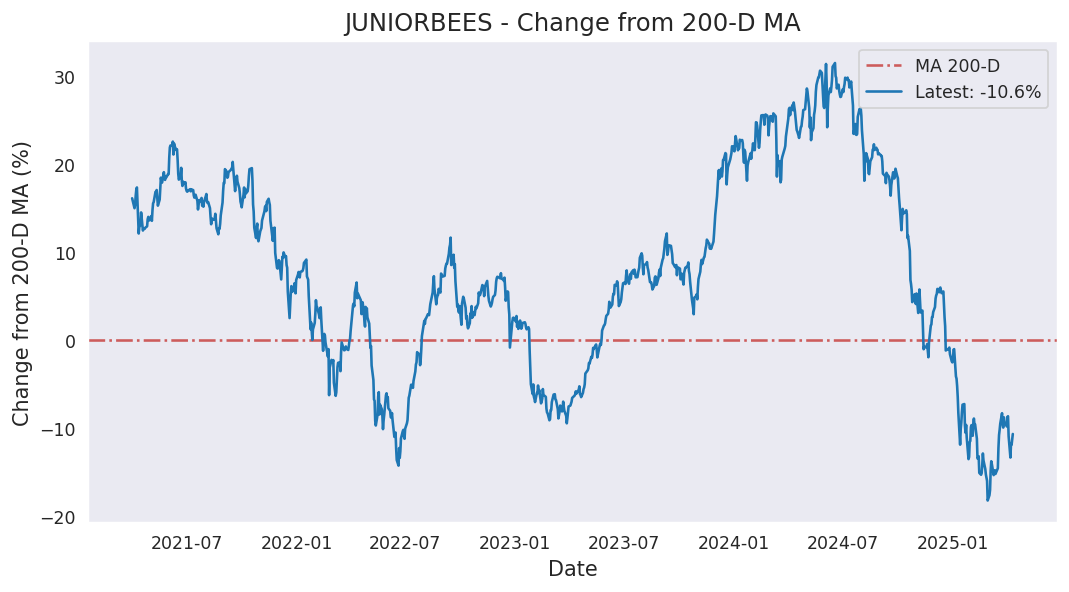 JUNIORBEES - Change from 200-D MA
MA 200-D
Latest: -10.6%
Change from 200-D MA (%)
30
20
10
0
−10
−20
2021-07
2022-01
2022-07
2023-01
2023-07
2024-01
2024-07
2025-01
Date